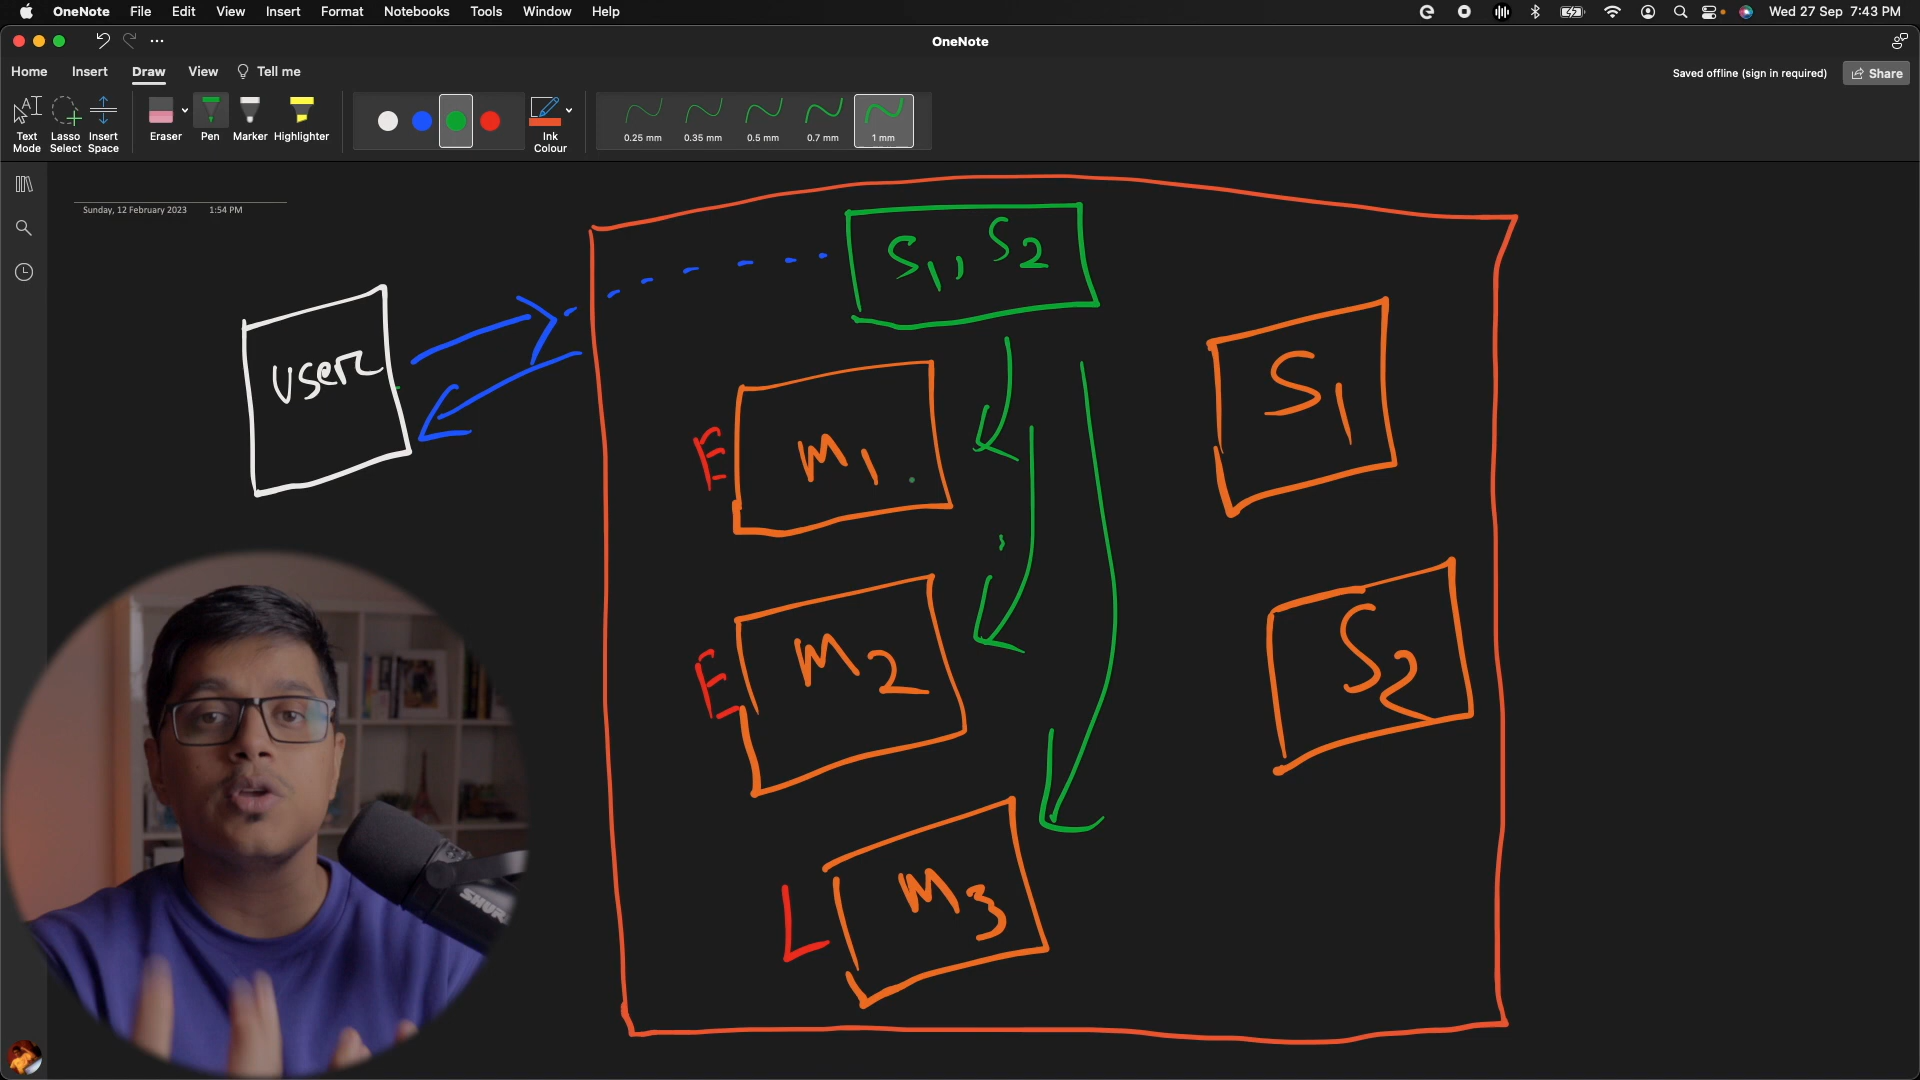 OneNote File Edit View Insert Format Notebooks Tools Window Help Wed 27 Sep 7:43 PM
OneNote
Home Insert Draw View Tell me Saved offline (sign in required) Share
Text Mode
Lasso Select
Insert Space
Eraser
Pen
Marker
Highlighter
Ink Colour
0.25 mm
0.35 mm
0.5 mm
0.7 mm
1 mm
Sunday, 12 February 2023 1:54 PM
S1, S2
User
E
M1
S1
E
M2
S2
L
M3
SHURE